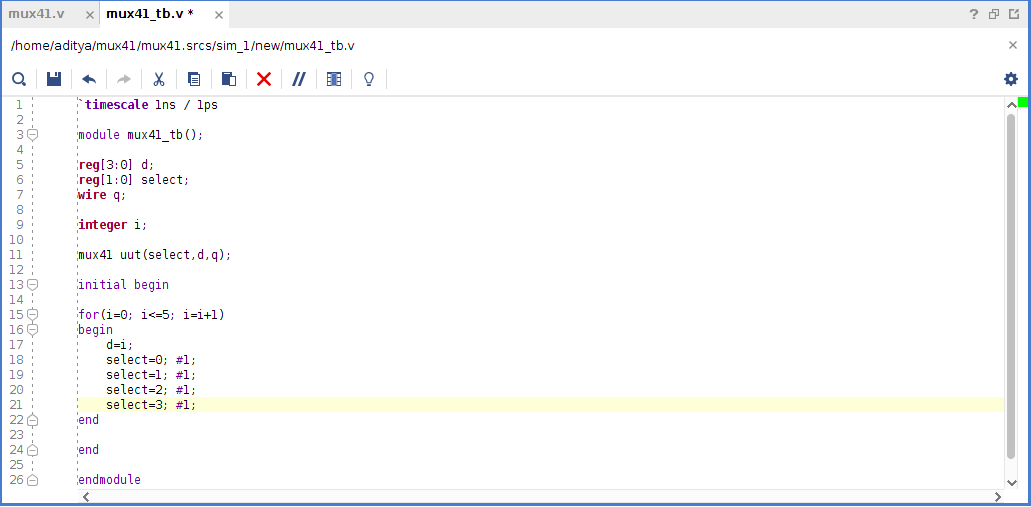 mux41.v × mux41_tb.v * ×
/home/aditya/mux41/mux41.srcs/sim_1/new/mux41_tb.v
1 `timescale 1ns / 1ps
2
3 module mux41_tb();
4
5 reg[3:0] d;
6 reg[1:0] select;
7 wire q;
8
9 integer i;
10
11 mux41 uut(select,d,q);
12
13 initial begin
14
15 for(i=0; i<=5; i=i+1)
16 begin
17     d=i;
18     select=0; #1;
19     select=1; #1;
20     select=2; #1;
21     select=3; #1;
22 end
23
24 end
25
26 endmodule